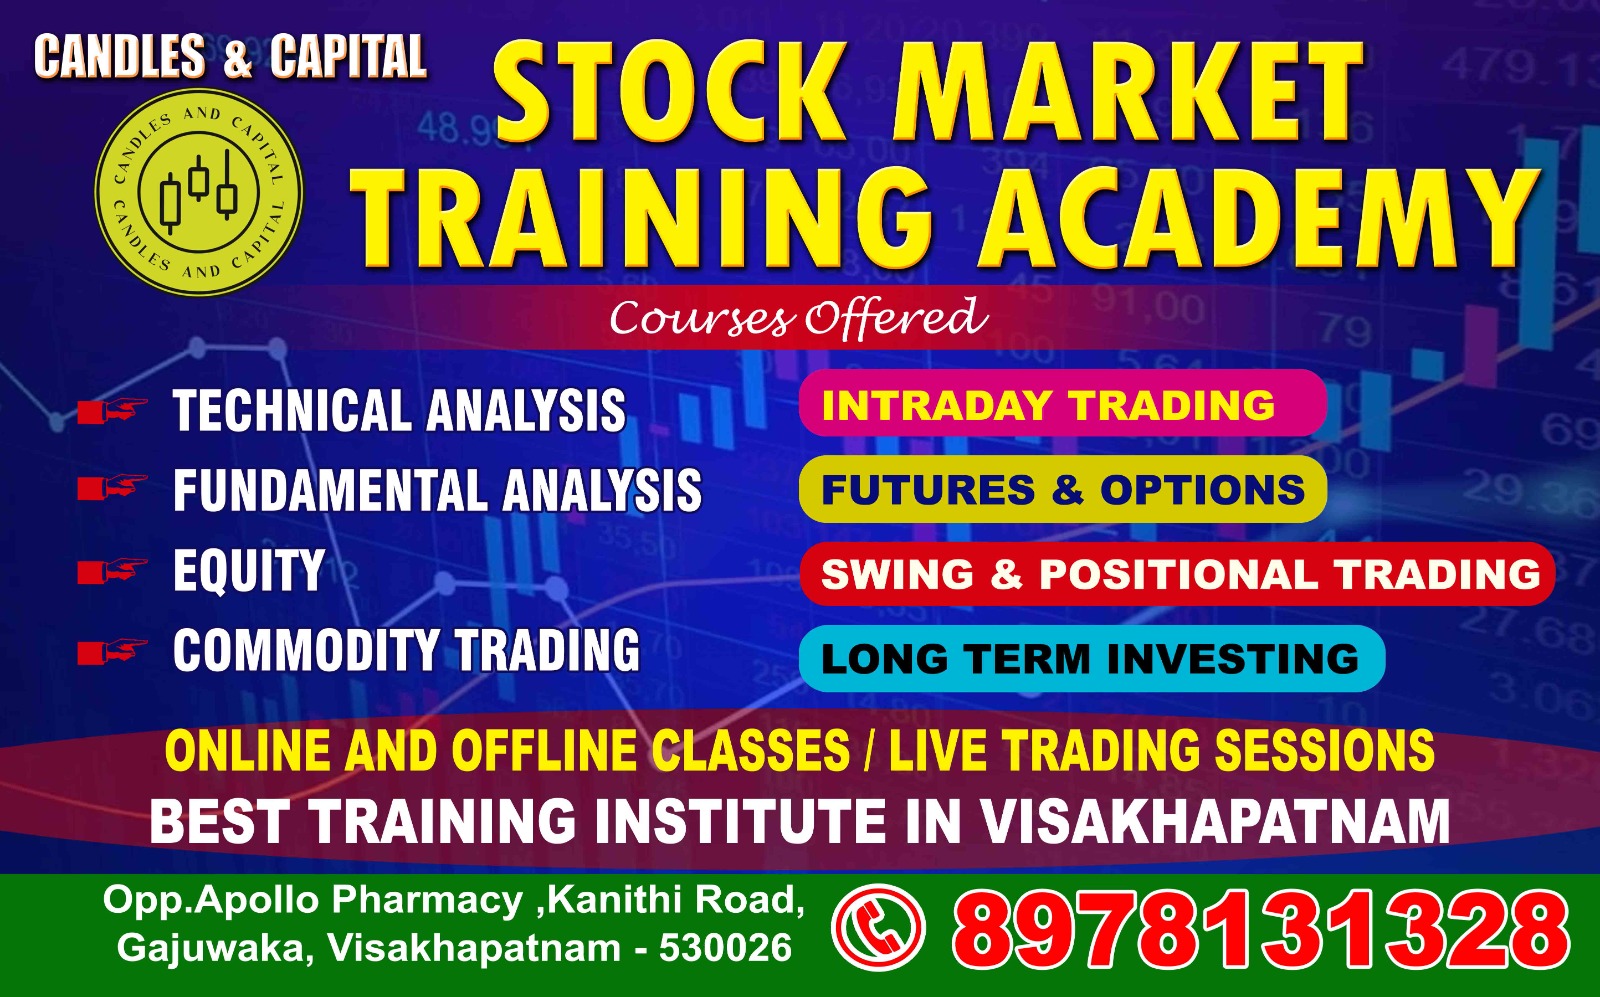 CANDLES & CAPITAL
CANDLES AND CAPITAL
CANDLES AND CAPITAL
STOCK MARKET
TRAINING ACADEMY
Courses Offered
TECHNICAL ANALYSIS
FUNDAMENTAL ANALYSIS
EQUITY
COMMODITY TRADING
INTRADAY TRADING
FUTURES & OPTIONS
SWING & POSITIONAL TRADING
LONG TERM INVESTING
ONLINE AND OFFLINE CLASSES / LIVE TRADING SESSIONS
BEST TRAINING INSTITUTE IN VISAKHAPATNAM
Opp.Apollo Pharmacy ,Kanithi Road,
Gajuwaka, Visakhapatnam - 530026
8978131328